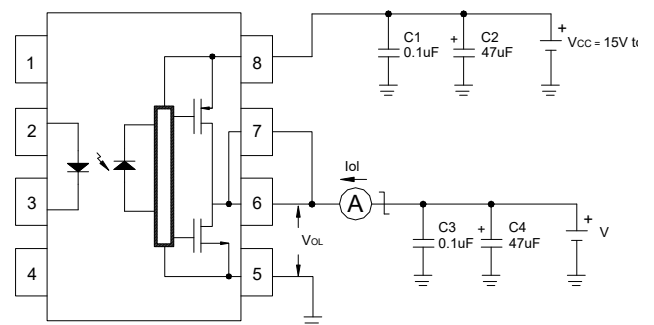 1
2
3
4
8
7
6
5
C1
0.1uF
+
C2
47uF
+
VCC = 15V to
Iol
A
VOL
C3
0.1uF
+
C4
47uF
+
V